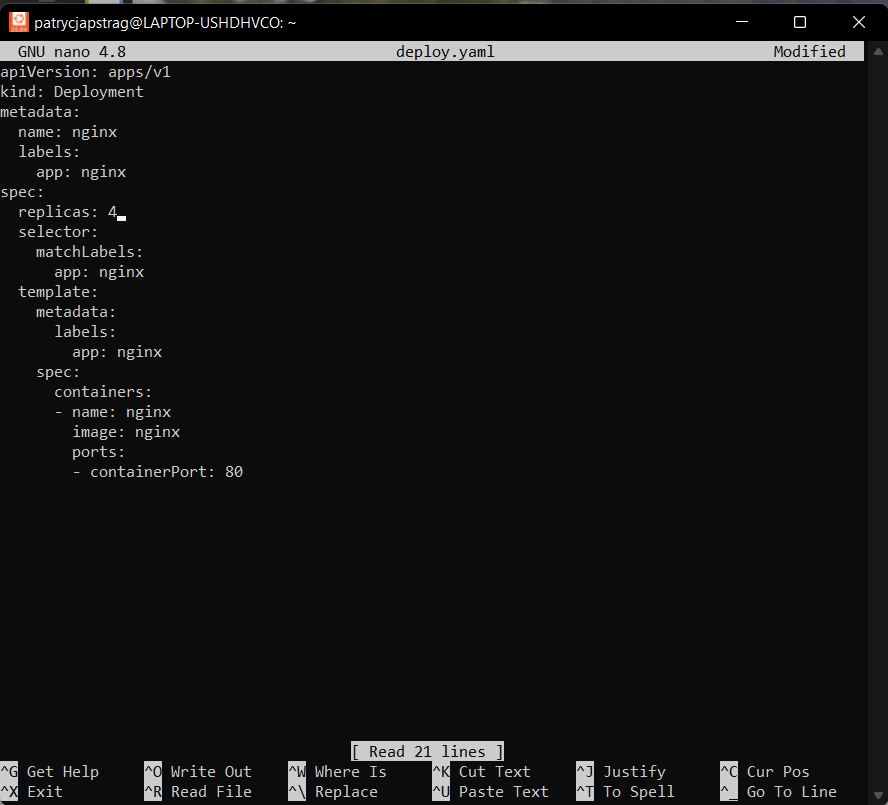 patrycjapstrag@LAPTOP-USHDHVCO: ~
GNU nano 4.8 deploy.yaml Modified
apiVersion: apps/v1
kind: Deployment
metadata:
  name: nginx
  labels:
    app: nginx
spec:
  replicas: 4
  selector:
    matchLabels:
      app: nginx
  template:
    metadata:
      labels:
        app: nginx
    spec:
      containers:
      - name: nginx
        image: nginx
        ports:
        - containerPort: 80
[ Read 21 lines ]
^G Get Help ^O Write Out ^W Where Is ^K Cut Text ^J Justify ^C Cur Pos
^X Exit ^R Read File ^\ Replace ^U Paste Text ^T To Spell ^_ Go To Line